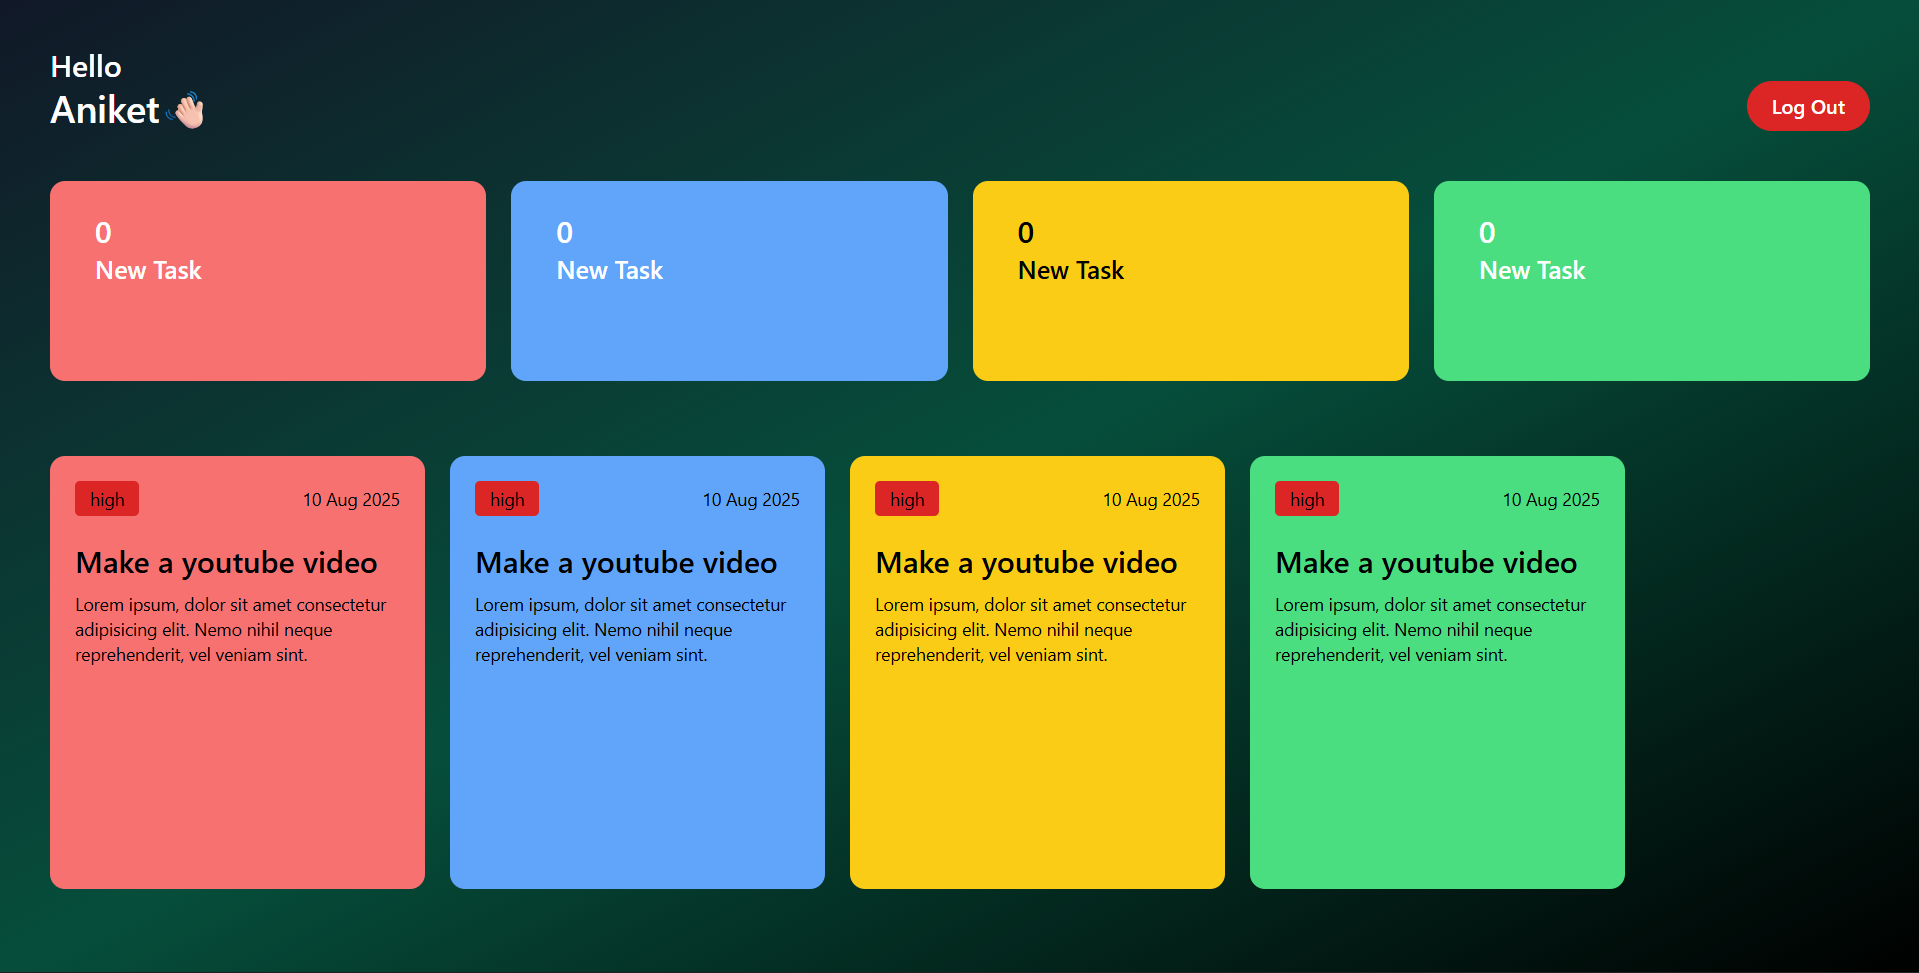 Hello
Aniket 👋🏻
Log Out
0
New Task
0
New Task
0
New Task
0
New Task
high
10 Aug 2025
Make a youtube video
Lorem ipsum, dolor sit amet consectetur
adipisicing elit. Nemo nihil neque
reprehenderit, vel veniam sint.
high
10 Aug 2025
Make a youtube video
Lorem ipsum, dolor sit amet consectetur
adipisicing elit. Nemo nihil neque
reprehenderit, vel veniam sint.
high
10 Aug 2025
Make a youtube video
Lorem ipsum, dolor sit amet consectetur
adipisicing elit. Nemo nihil neque
reprehenderit, vel veniam sint.
high
10 Aug 2025
Make a youtube video
Lorem ipsum, dolor sit amet consectetur
adipisicing elit. Nemo nihil neque
reprehenderit, vel veniam sint.